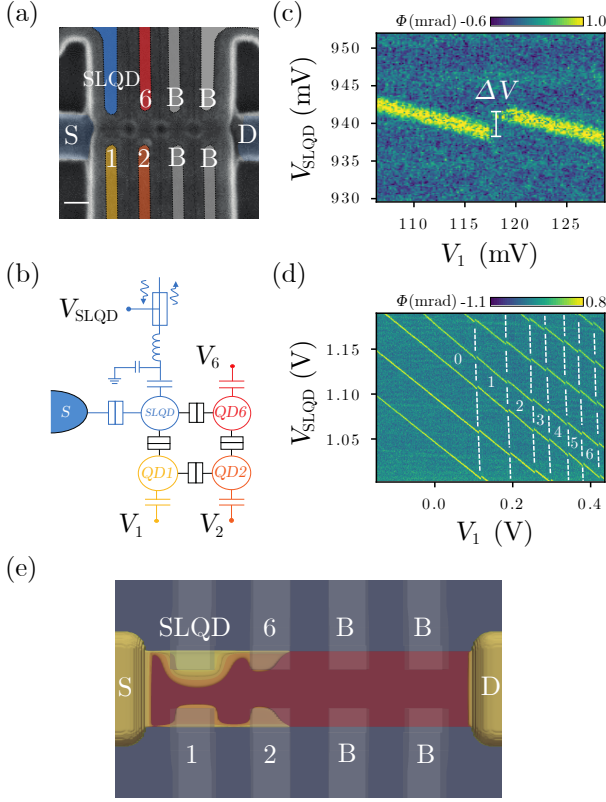 (a)
SLQD 6 B B
S D
1 2 B B
(b)
V_SLQD
V_6
S SLQD QD6
QD1 QD2
V_1 V_2
(c)
Φ(mrad) -0.6 1.0
950
945
940
935
930
V_SLQD (mV)
ΔV
110 115 120 125
V_1 (mV)
(d)
Φ(mrad) -1.1 0.8
1.15
1.10
1.05
V_SLQD (V)
0 1 2 3 4 5 6
0.0 0.2 0.4
V_1 (V)
(e)
SLQD 6 B B
S D
1 2 B B